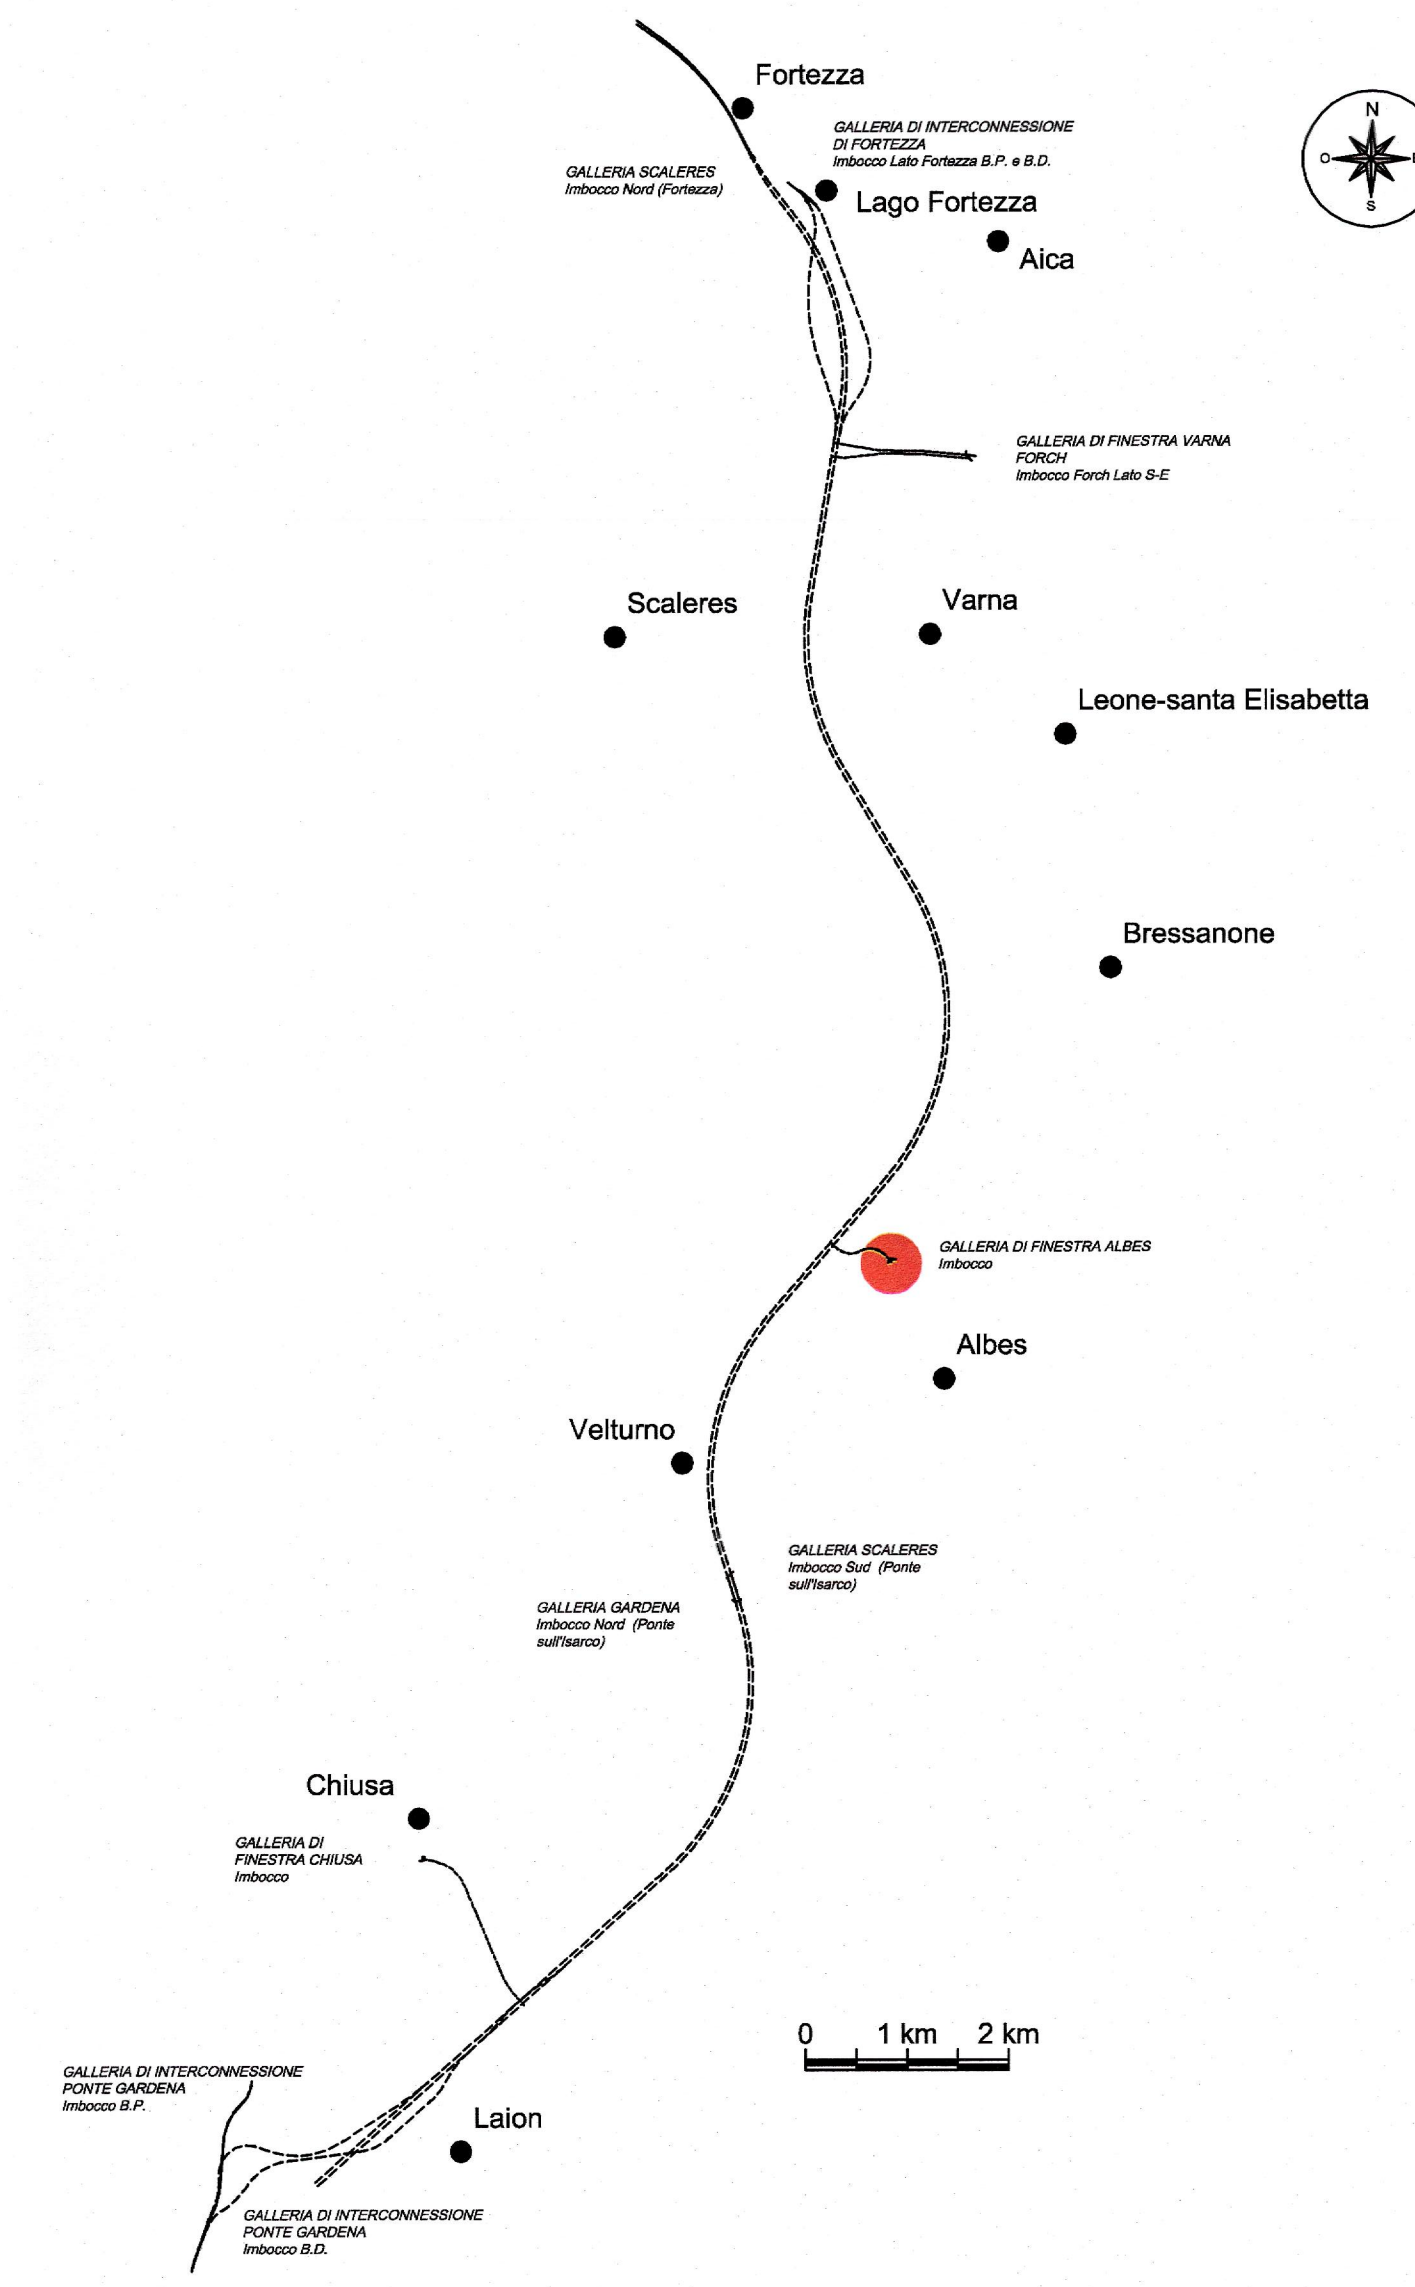 Fortezza
N
O
S
GALLERIA DI INTERCONNESSIONE
DI FORTEZZA
Imbocco Lato Fortezza B.P. e B.D.
GALLERIA SCALERES
Imbocco Nord (Fortezza)
Lago Fortezza
Aica
GALLERIA DI FINESTRA VARNA
FORCH
Imbocco Forch Lato S-E
Scaleres
Varna
Leone-santa Elisabetta
Bressanone
GALLERIA DI FINESTRA ALBES
Imbocco
Albes
Velturno
GALLERIA SCALERES
Imbocco Sud (Ponte
sull'Isarco)
GALLERIA GARDENA
Imbocco Nord (Ponte
sull'Isarco)
Chiusa
GALLERIA DI
FINESTRA CHIUSA
Imbocco
0 1 km 2 km
GALLERIA DI INTERCONNESSIONE
PONTE GARDENA
Imbocco B.P.
Laion
GALLERIA DI INTERCONNESSIONE
PONTE GARDENA
Imbocco B.D.